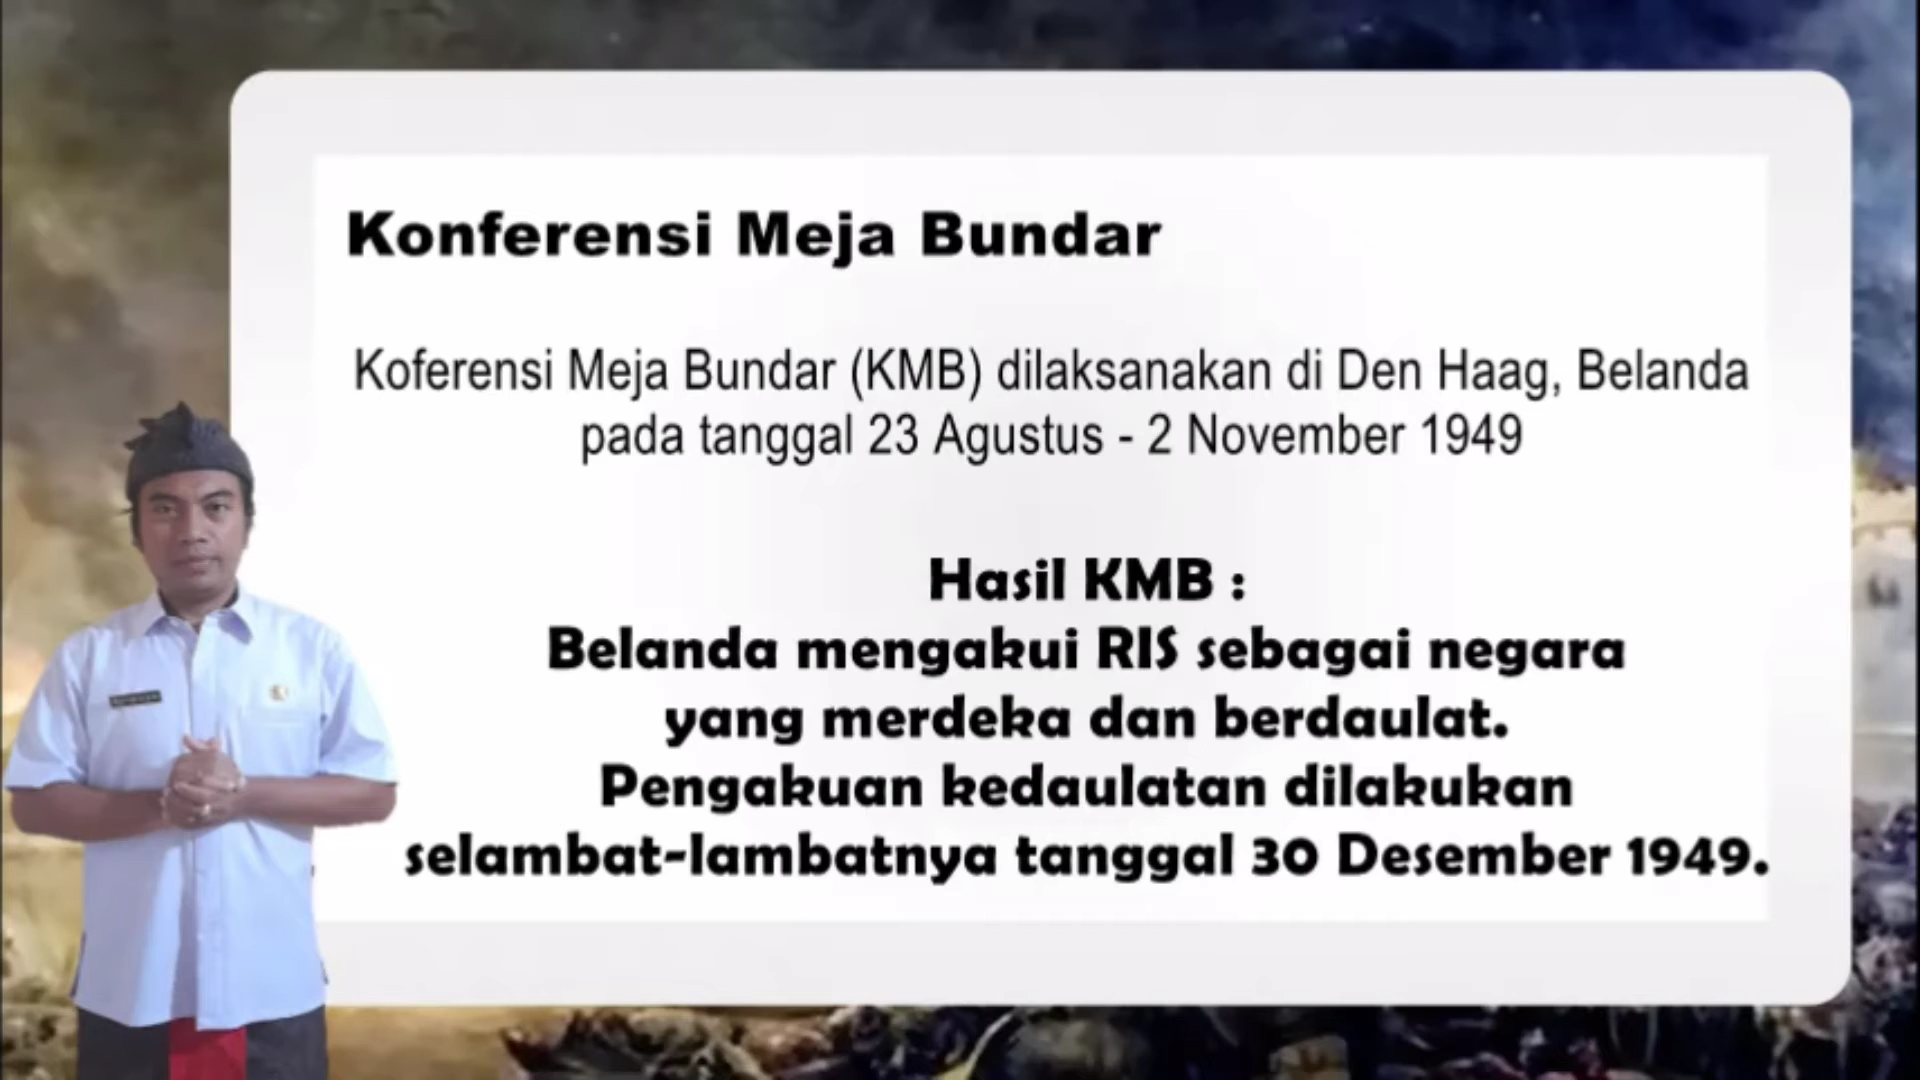 Konferensi Meja Bundar
Koferensi Meja Bundar (KMB) dilaksanakan di Den Haag, Belanda
pada tanggal 23 Agustus - 2 November 1949
Hasil KMB :
Belanda mengakui RIS sebagai negara
yang merdeka dan berdaulat.
Pengakuan kedaulatan dilakukan
selambat-lambatnya tanggal 30 Desember 1949.